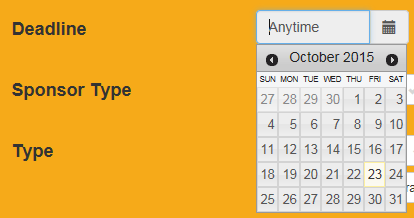 Deadline
Anytime
October 2015
SUN MON TUE WED THU FRI SAT
27 28 29 30 1 2 3
Sponsor Type
4 5 6 7 8 9 10
Type
11 12 13 14 15 16 17
18 19 20 21 22 23 24
25 26 27 28 29 30 31